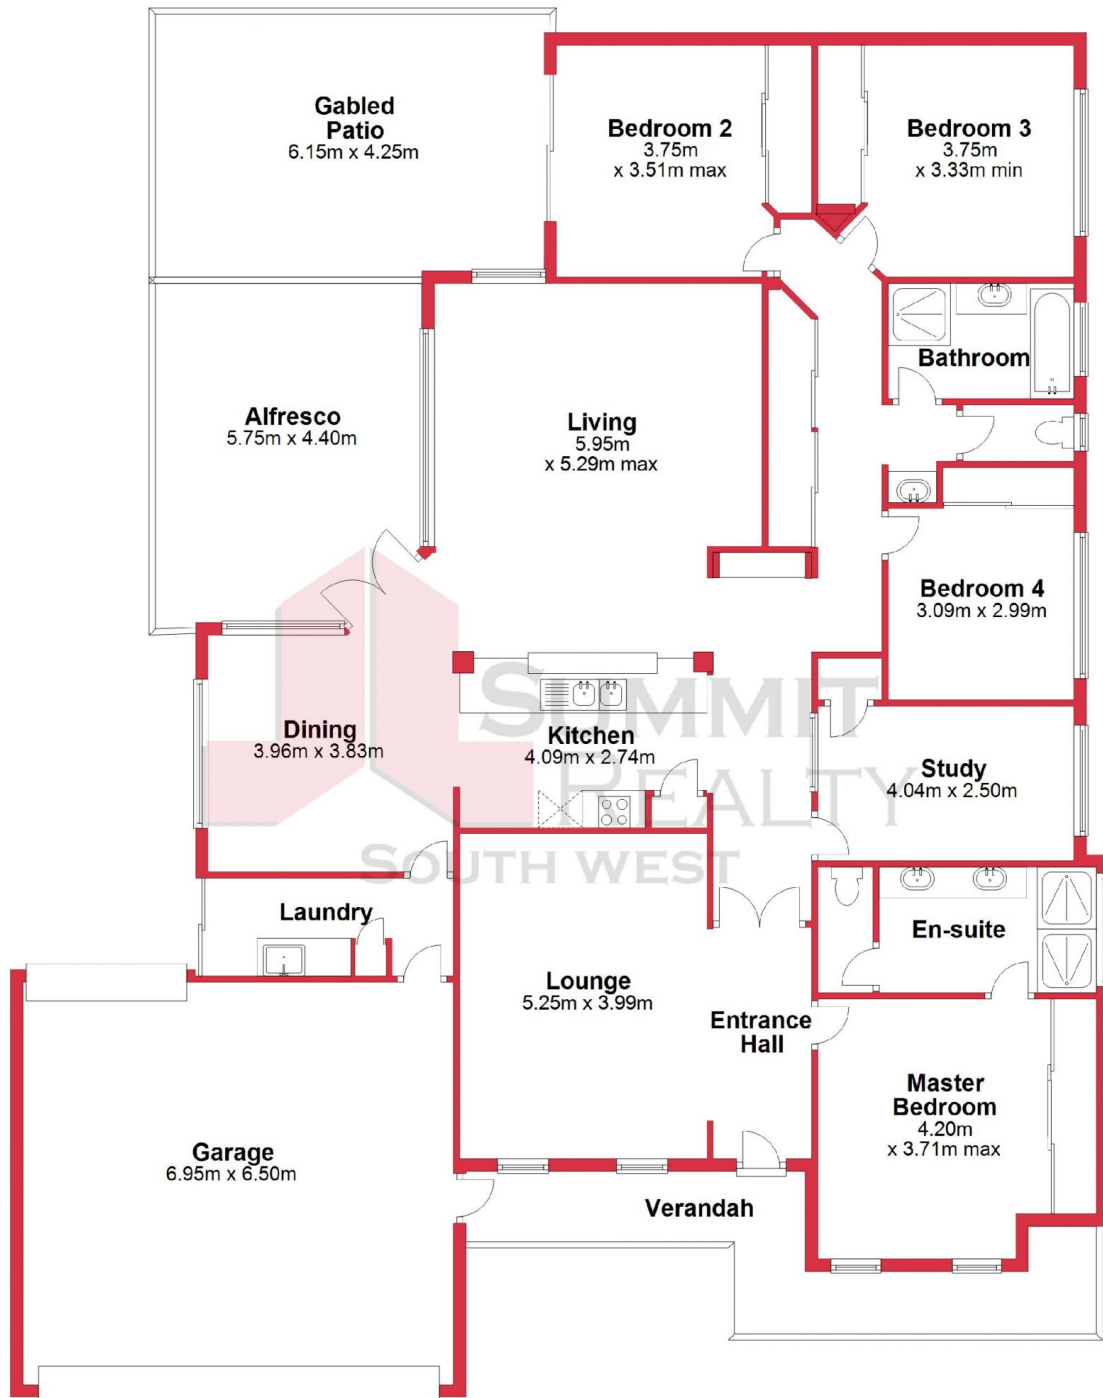 Gabled
Patio
6.15m x 4.25m
Bedroom 2
3.75m
x 3.51m max
Bedroom 3
3.75m
x 3.33m min
Bathroom
Alfresco
5.75m x 4.40m
Living
5.95m
x 5.29m max
Bedroom 4
3.09m x 2.99m
Dining
3.96m x 3.83m
Kitchen
4.09m x 2.74m
Study
4.04m x 2.50m
SUMMIT
REALTY
SOUTH WEST
Laundry
En-suite
Lounge
5.25m x 3.99m
Entrance
Hall
Master
Bedroom
4.20m
x 3.71m max
Garage
6.95m x 6.50m
Verandah